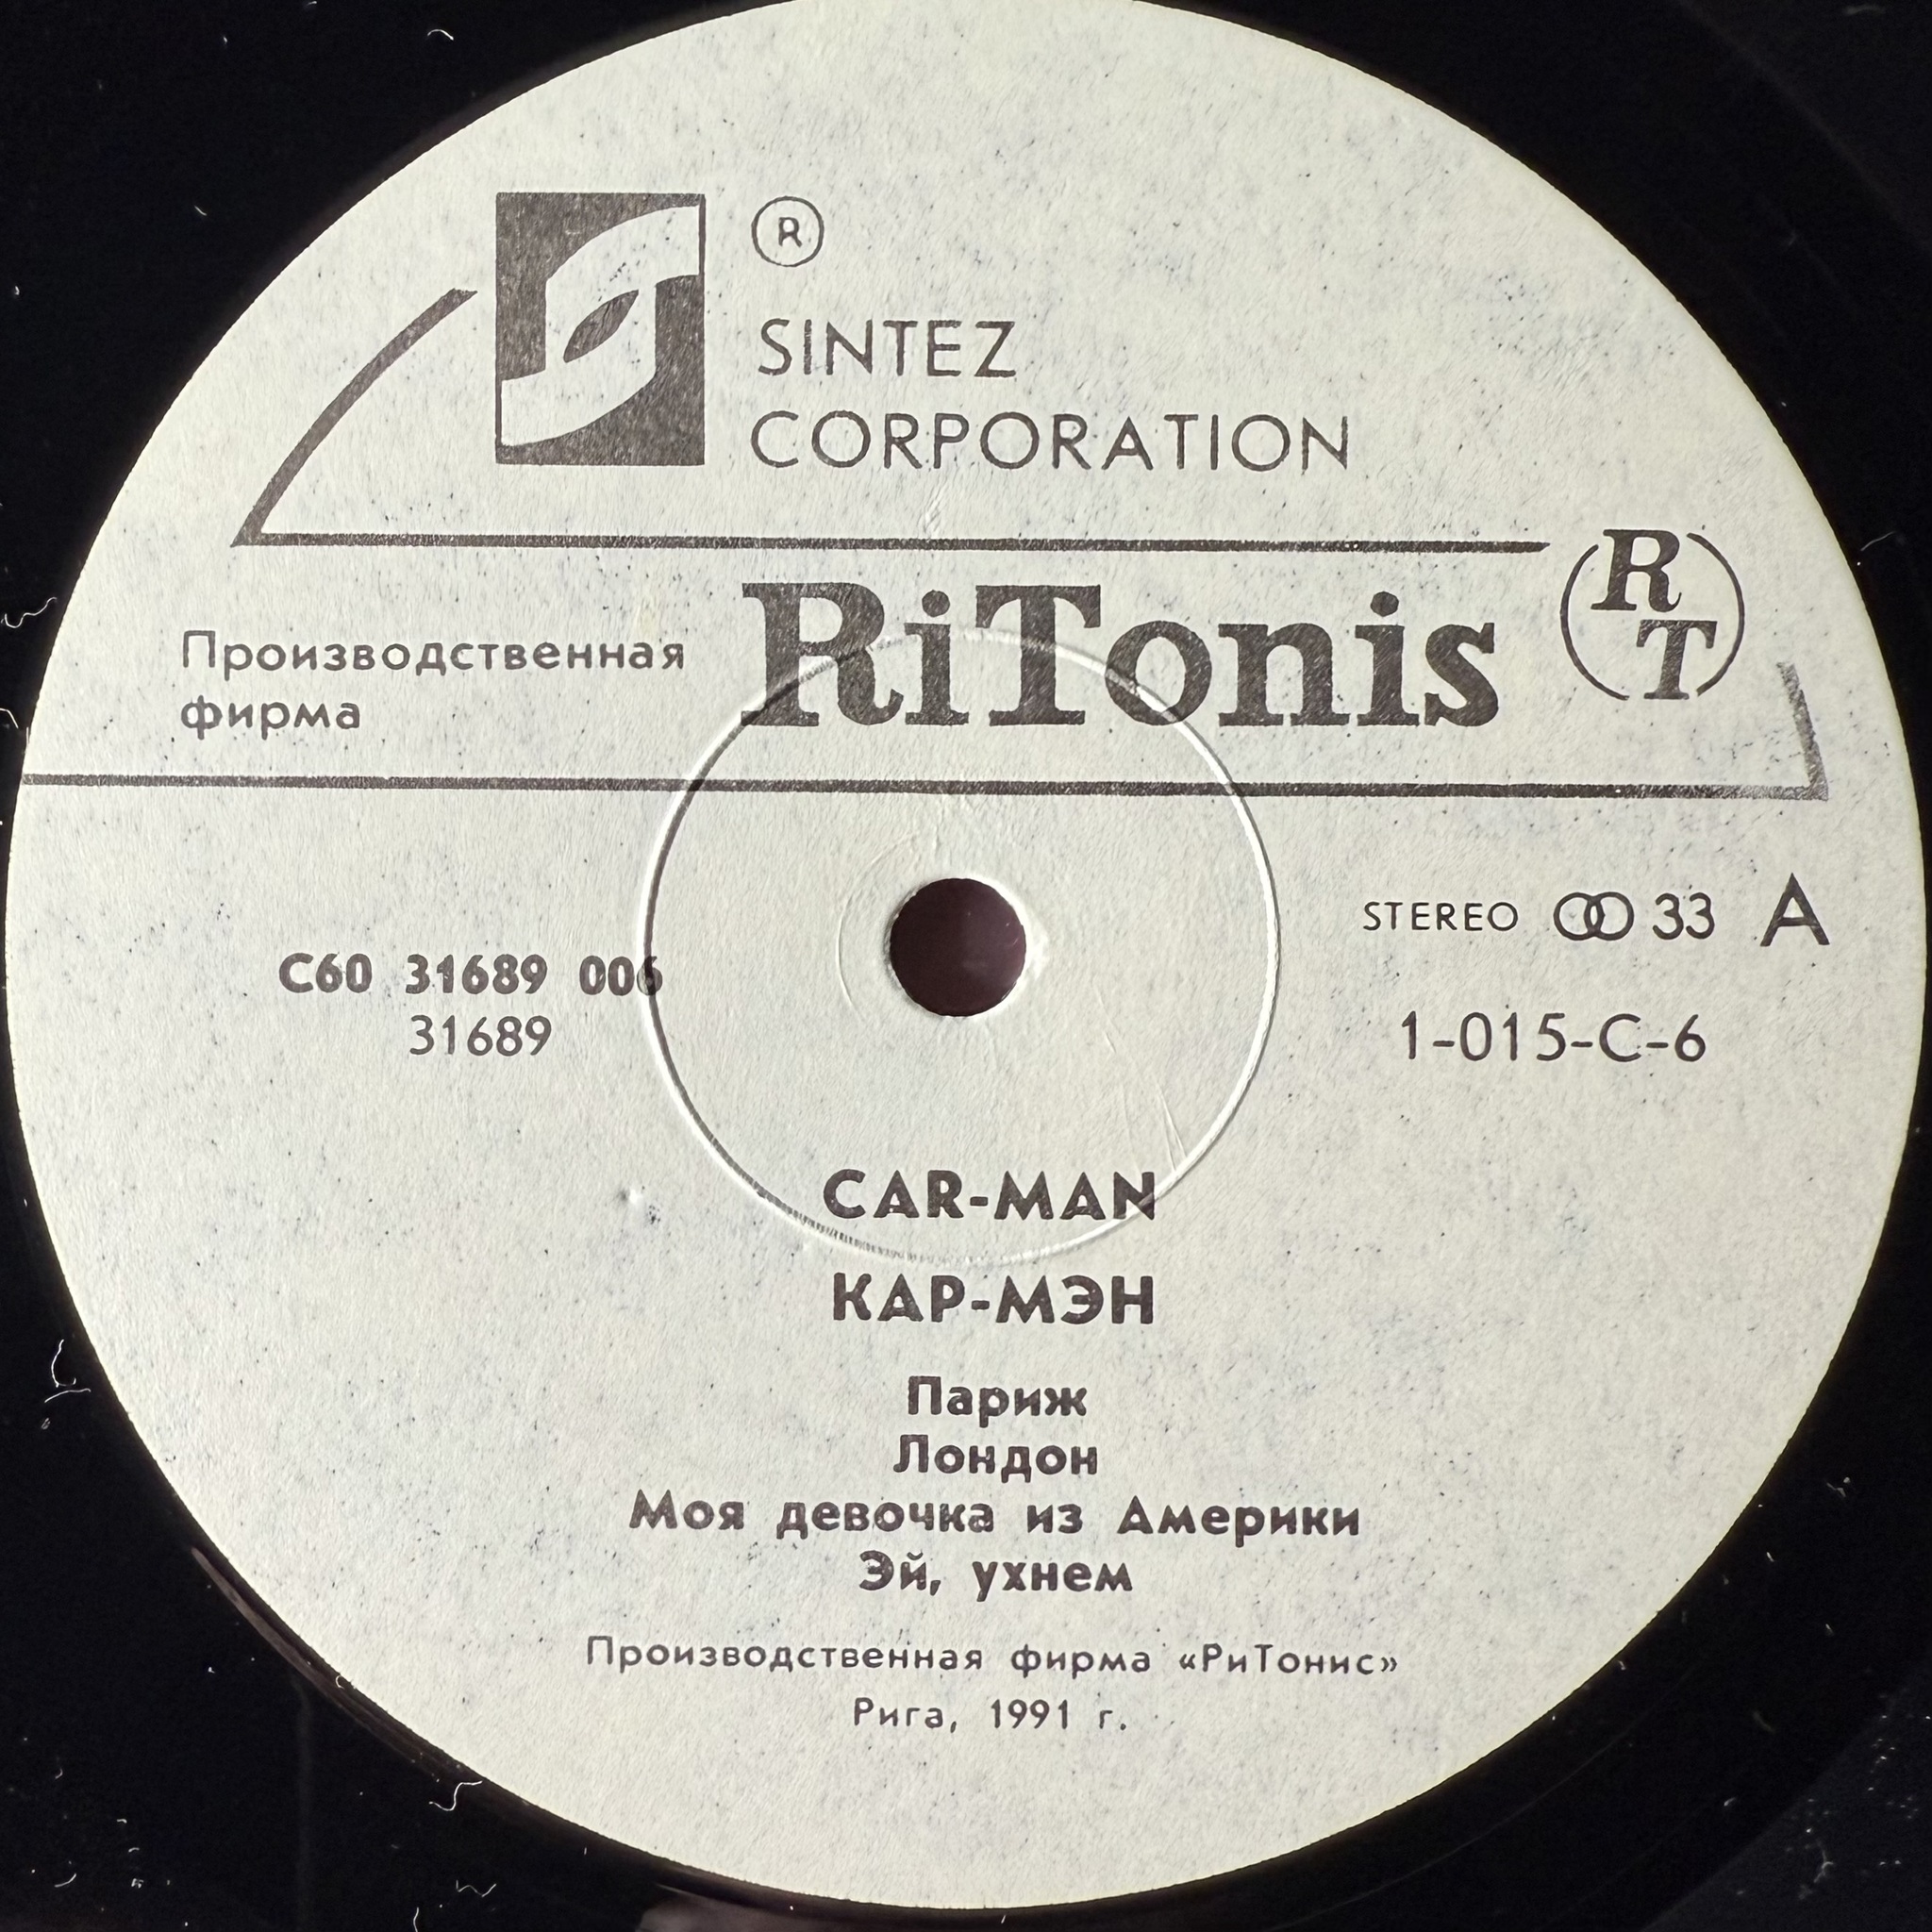 ®
SINTEZ
CORPORATION
Производственная
фирма
RiTonis
RT
STEREO 33 A
С60 31689 006
31689
1-015-С-6
CAR-MAN
КАР-МЭН
Париж
Лондон
Моя девочка из Америки
Эй, ухнем
Производственная фирма «РиТонис»
Рига, 1991 г.